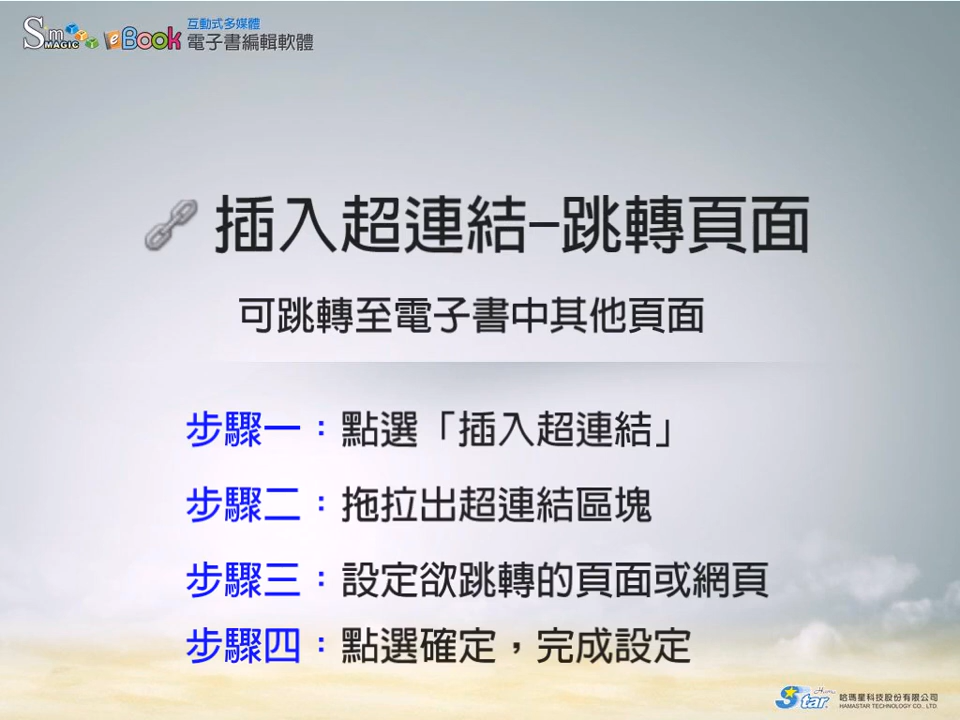 SimMAGIC eBook
互動式多媒體
電子書編輯軟體
插入超連結-跳轉頁面
可跳轉至電子書中其他頁面
步驟一：點選「插入超連結」
步驟二：拖拉出超連結區塊
步驟三：設定欲跳轉的頁面或網頁
步驟四：點選確定，完成設定
Hama Star
哈瑪星科技股份有限公司
HAMASTAR TECHNOLOGY CO., LTD.